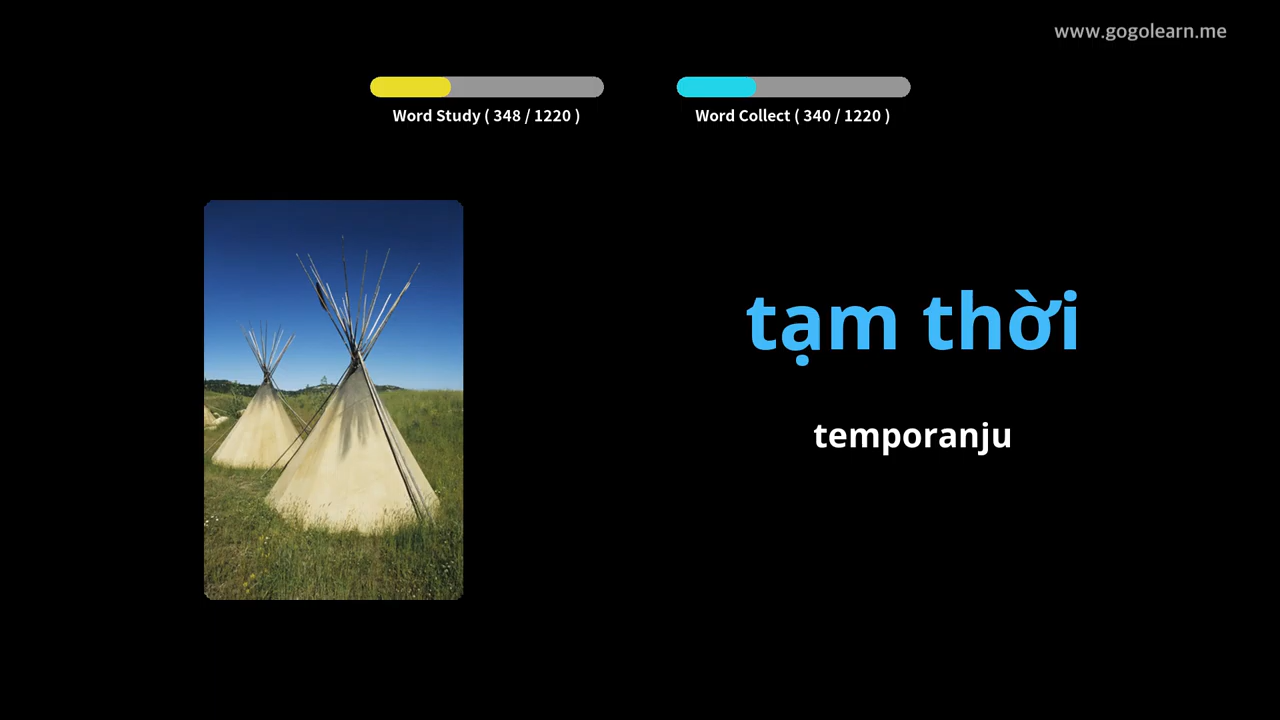 www.gogolearn.me
Word Study ( 348 / 1220 )
Word Collect ( 340 / 1220 )
tạm thời
temporanju